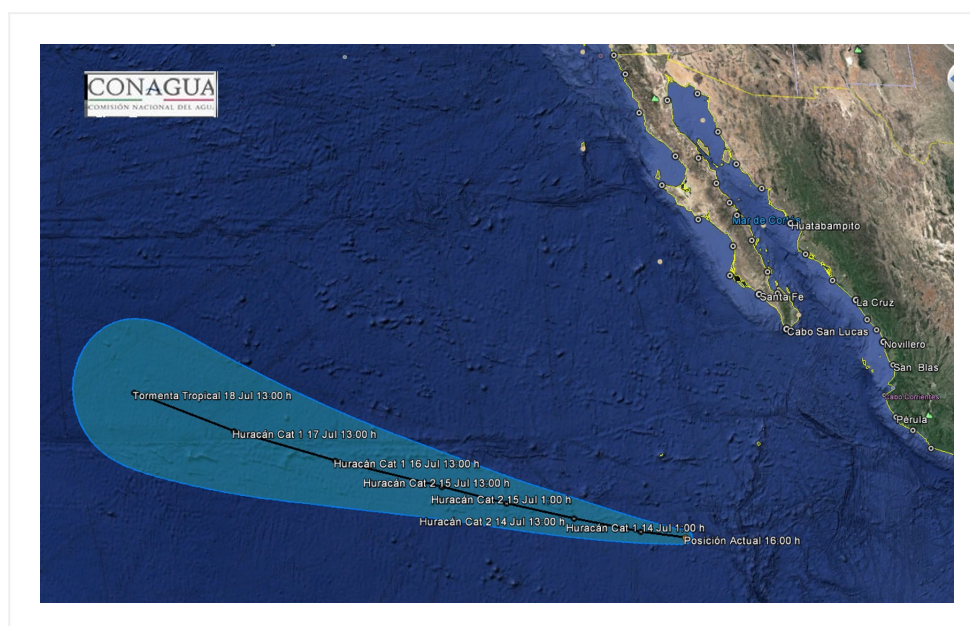 CONAGUA
COMISIÓN NACIONAL DEL AGUA
Mar de Cortés
Huatabampito
Santa Fe
La Cruz
Cabo San Lucas
Novillero
San Blas
Cabo Corrientes
Pérula
Tormenta Tropical 18 Jul 13:00 h
Huracán Cat 1 17 Jul 13:00 h
Huracán Cat 1 16 Jul 13:00 h
Huracán Cat 2 15 Jul 13:00 h
Huracán Cat 2 15 Jul 1:00 h
Huracán Cat 2 14 Jul 13:00 h
Huracán Cat 1 14 Jul 1:00 h
Posición Actual 16:00 h